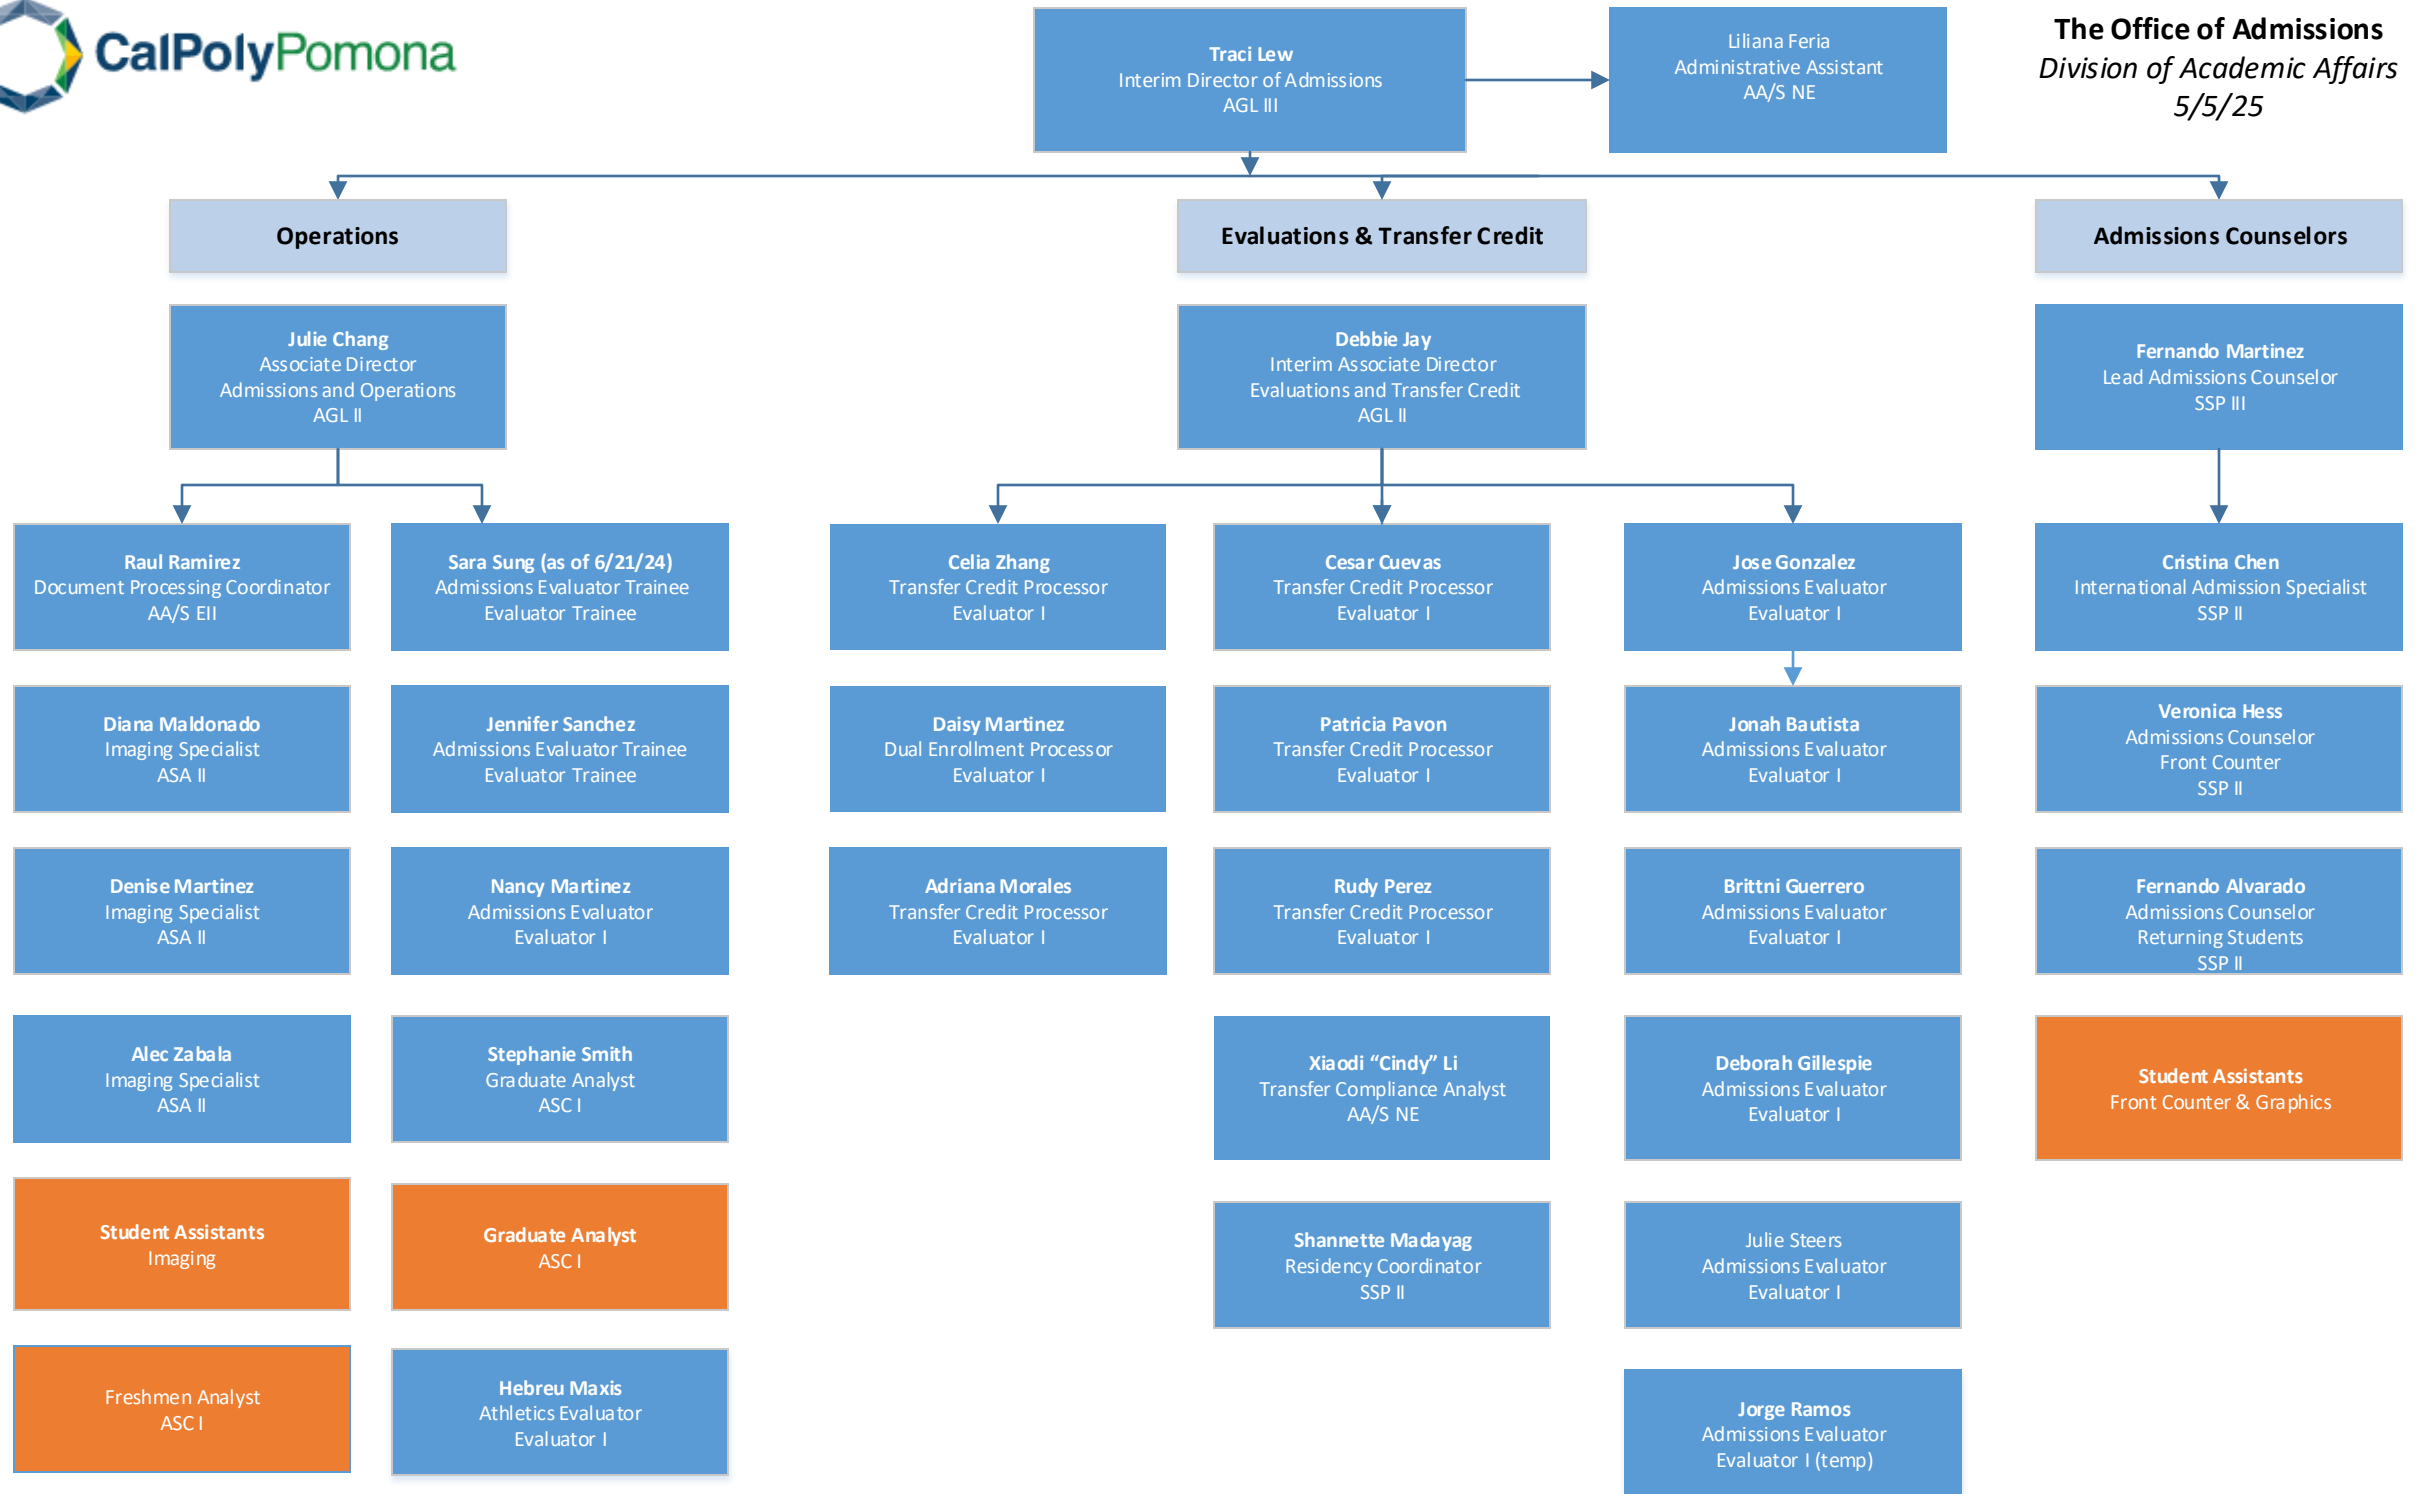 CalPolyPomona
Traci Lew
Interim Director of Admissions
AGL III
Liliana Feria
Administrative Assistant
AA/S NE
The Office of Admissions
Division of Academic Affairs
5/5/25
Operations
Evaluations & Transfer Credit
Admissions Counselors
Julie Chang
Associate Director
Admissions and Operations
AGL II
Debbie Jay
Interim Associate Director
Evaluations and Transfer Credit
AGL II
Fernando Martinez
Lead Admissions Counselor
SSP III
Raul Ramirez
Document Processing Coordinator
AA/S EII
Sara Sung (as of 6/21/24)
Admissions Evaluator Trainee
Evaluator Trainee
Celia Zhang
Transfer Credit Processor
Evaluator I
Cesar Cuevas
Transfer Credit Processor
Evaluator I
Jose Gonzalez
Admissions Evaluator
Evaluator I
Cristina Chen
International Admission Specialist
SSP II
Diana Maldonado
Imaging Specialist
ASA II
Jennifer Sanchez
Admissions Evaluator Trainee
Evaluator Trainee
Daisy Martinez
Dual Enrollment Processor
Evaluator I
Patricia Pavon
Transfer Credit Processor
Evaluator I
Jonah Bautista
Admissions Evaluator
Evaluator I
Veronica Hess
Admissions Counselor
Front Counter
SSP II
Denise Martinez
Imaging Specialist
ASA II
Nancy Martinez
Admissions Evaluator
Evaluator I
Adriana Morales
Transfer Credit Processor
Evaluator I
Rudy Perez
Transfer Credit Processor
Evaluator I
Brittni Guerrero
Admissions Evaluator
Evaluator I
Fernando Alvarado
Admissions Counselor
Returning Students
SSP II
Alec Zabala
Imaging Specialist
ASA II
Stephanie Smith
Graduate Analyst
ASC I
Xiaodi “Cindy” Li
Transfer Compliance Analyst
AA/S NE
Deborah Gillespie
Admissions Evaluator
Evaluator I
Student Assistants
Front Counter & Graphics
Student Assistants
Imaging
Graduate Analyst
ASC I
Shannette Madayag
Residency Coordinator
SSP II
Julie Steers
Admissions Evaluator
Evaluator I
Freshmen Analyst
ASC I
Hebreu Maxis
Athletics Evaluator
Evaluator I
Jorge Ramos
Admissions Evaluator
Evaluator I (temp)